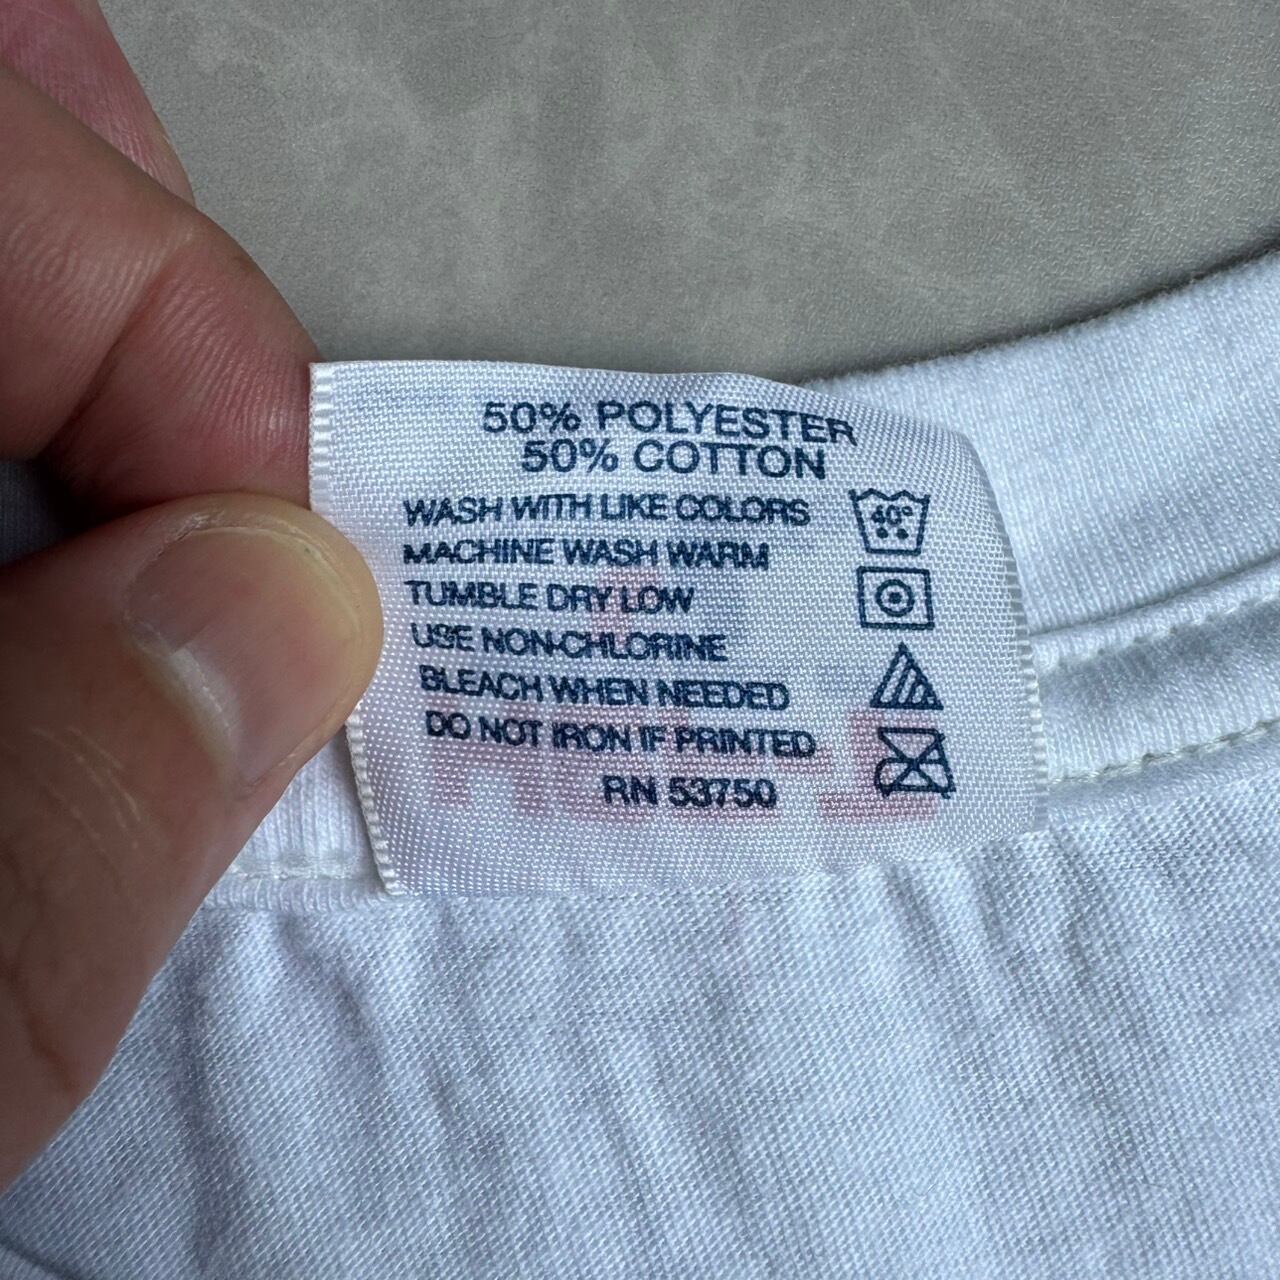 50% POLYESTER
50% COTTON
WASH WITH LIKE COLORS
MACHINE WASH WARM
TUMBLE DRY LOW
USE NON-CHLORINE
BLEACH WHEN NEEDED
DO NOT IRON IF PRINTED
RN 53750
40°